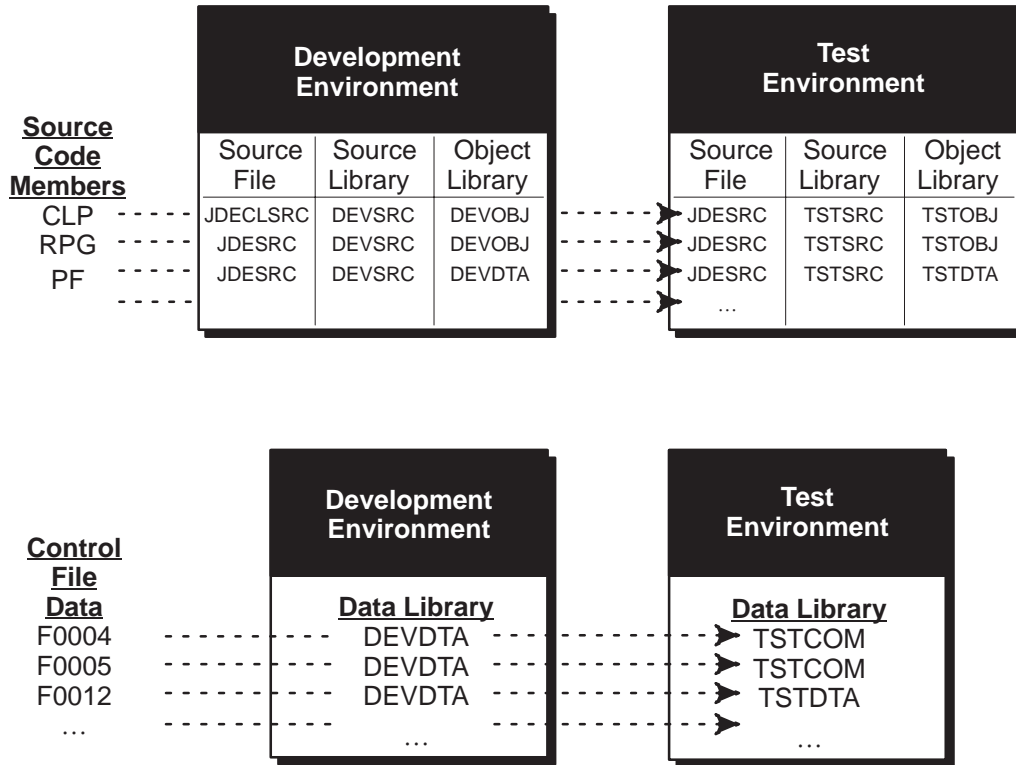 Development
Environment
Test
Environment
Source
Code
Members
Source
File
Source
Library
Object
Library
Source
File
Source
Library
Object
Library
CLP JDECLSRC DEVSRC DEVOBJ JDESRC TSTSRC TSTOBJ
RPG JDESRC DEVSRC DEVOBJ JDESRC TSTSRC TSTOBJ
PF JDESRC DEVSRC DEVDTA JDESRC TSTSRC TSTDTA
...
Development
Environment
Test
Environment
Control
File
Data
Data Library
Data Library
F0004 DEVDTA TSTCOM
F0005 DEVDTA TSTCOM
F0012 DEVDTA TSTDTA
... ... ...